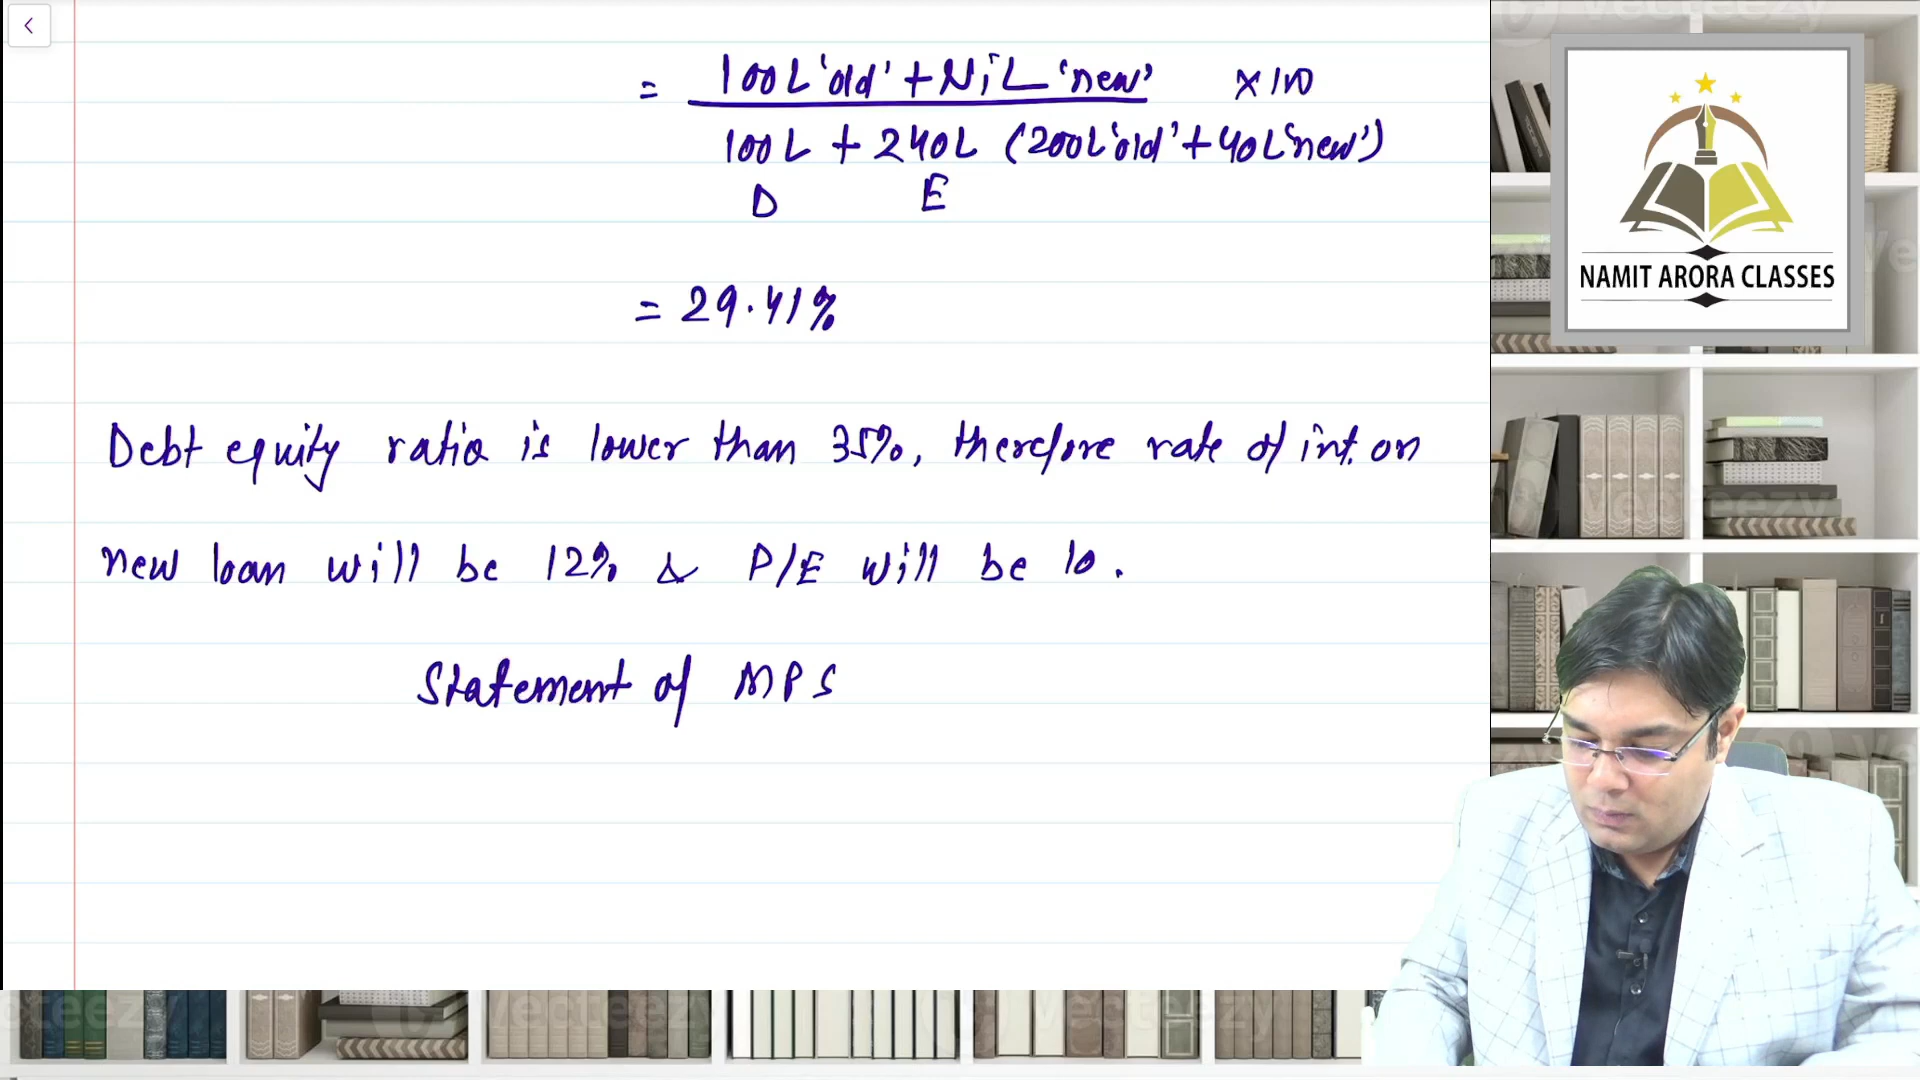 = 100L 'old' + NiL 'new' × 100
100L + 240L (200L 'old' + 40L 'new')
D E
= 29.41%
Debt equity ratio is lower than 35%, therefore rate of int. on
new loan will be 12% & P/E will be 10.
Statement of MPS
NAMIT ARORA CLASSES
vecteezy
vecteezy